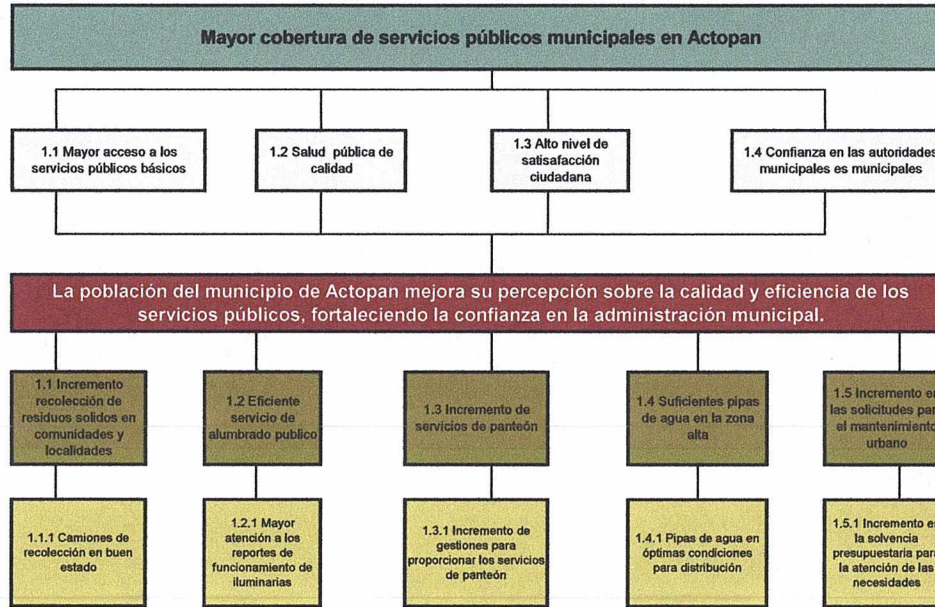 Mayor cobertura de servicios públicos municipales en Actopan
1.1 Mayor acceso a los
servicios públicos básicos
1.2 Salud pública de
calidad
1.3 Alto nivel de
satisafacción
ciudadana
1.4 Confianza en las autoridades
municipales es municipales
La población del municipio de Actopan mejora su percepción sobre la calidad y eficiencia de los
servicios públicos, fortaleciendo la confianza en la administración municipal.
1.1 Incremento
recolección de
residuos solidos en
comunidades y
localidades
1.2 Eficiente
servicio de
alumbrado publico
1.3 Incremento de
servicios de panteón
1.4 Suficientes pipas
de agua en la zona
alta
1.5 Incremento en
las solicitudes para
el mantenimiento
urbano
1.1.1 Camiones de
recolección en buen
estado
1.2.1 Mayor
atención a los
reportes de
funcionamiento de
iluminarias
1.3.1 Incremento de
gestiones para
proporcionar los servicios
de panteón
1.4.1 Pipas de agua en
óptimas condiciones
para distribución
1.5.1 Incremento en
la solvencia
presupuestaria para
la atención de las
necesidades